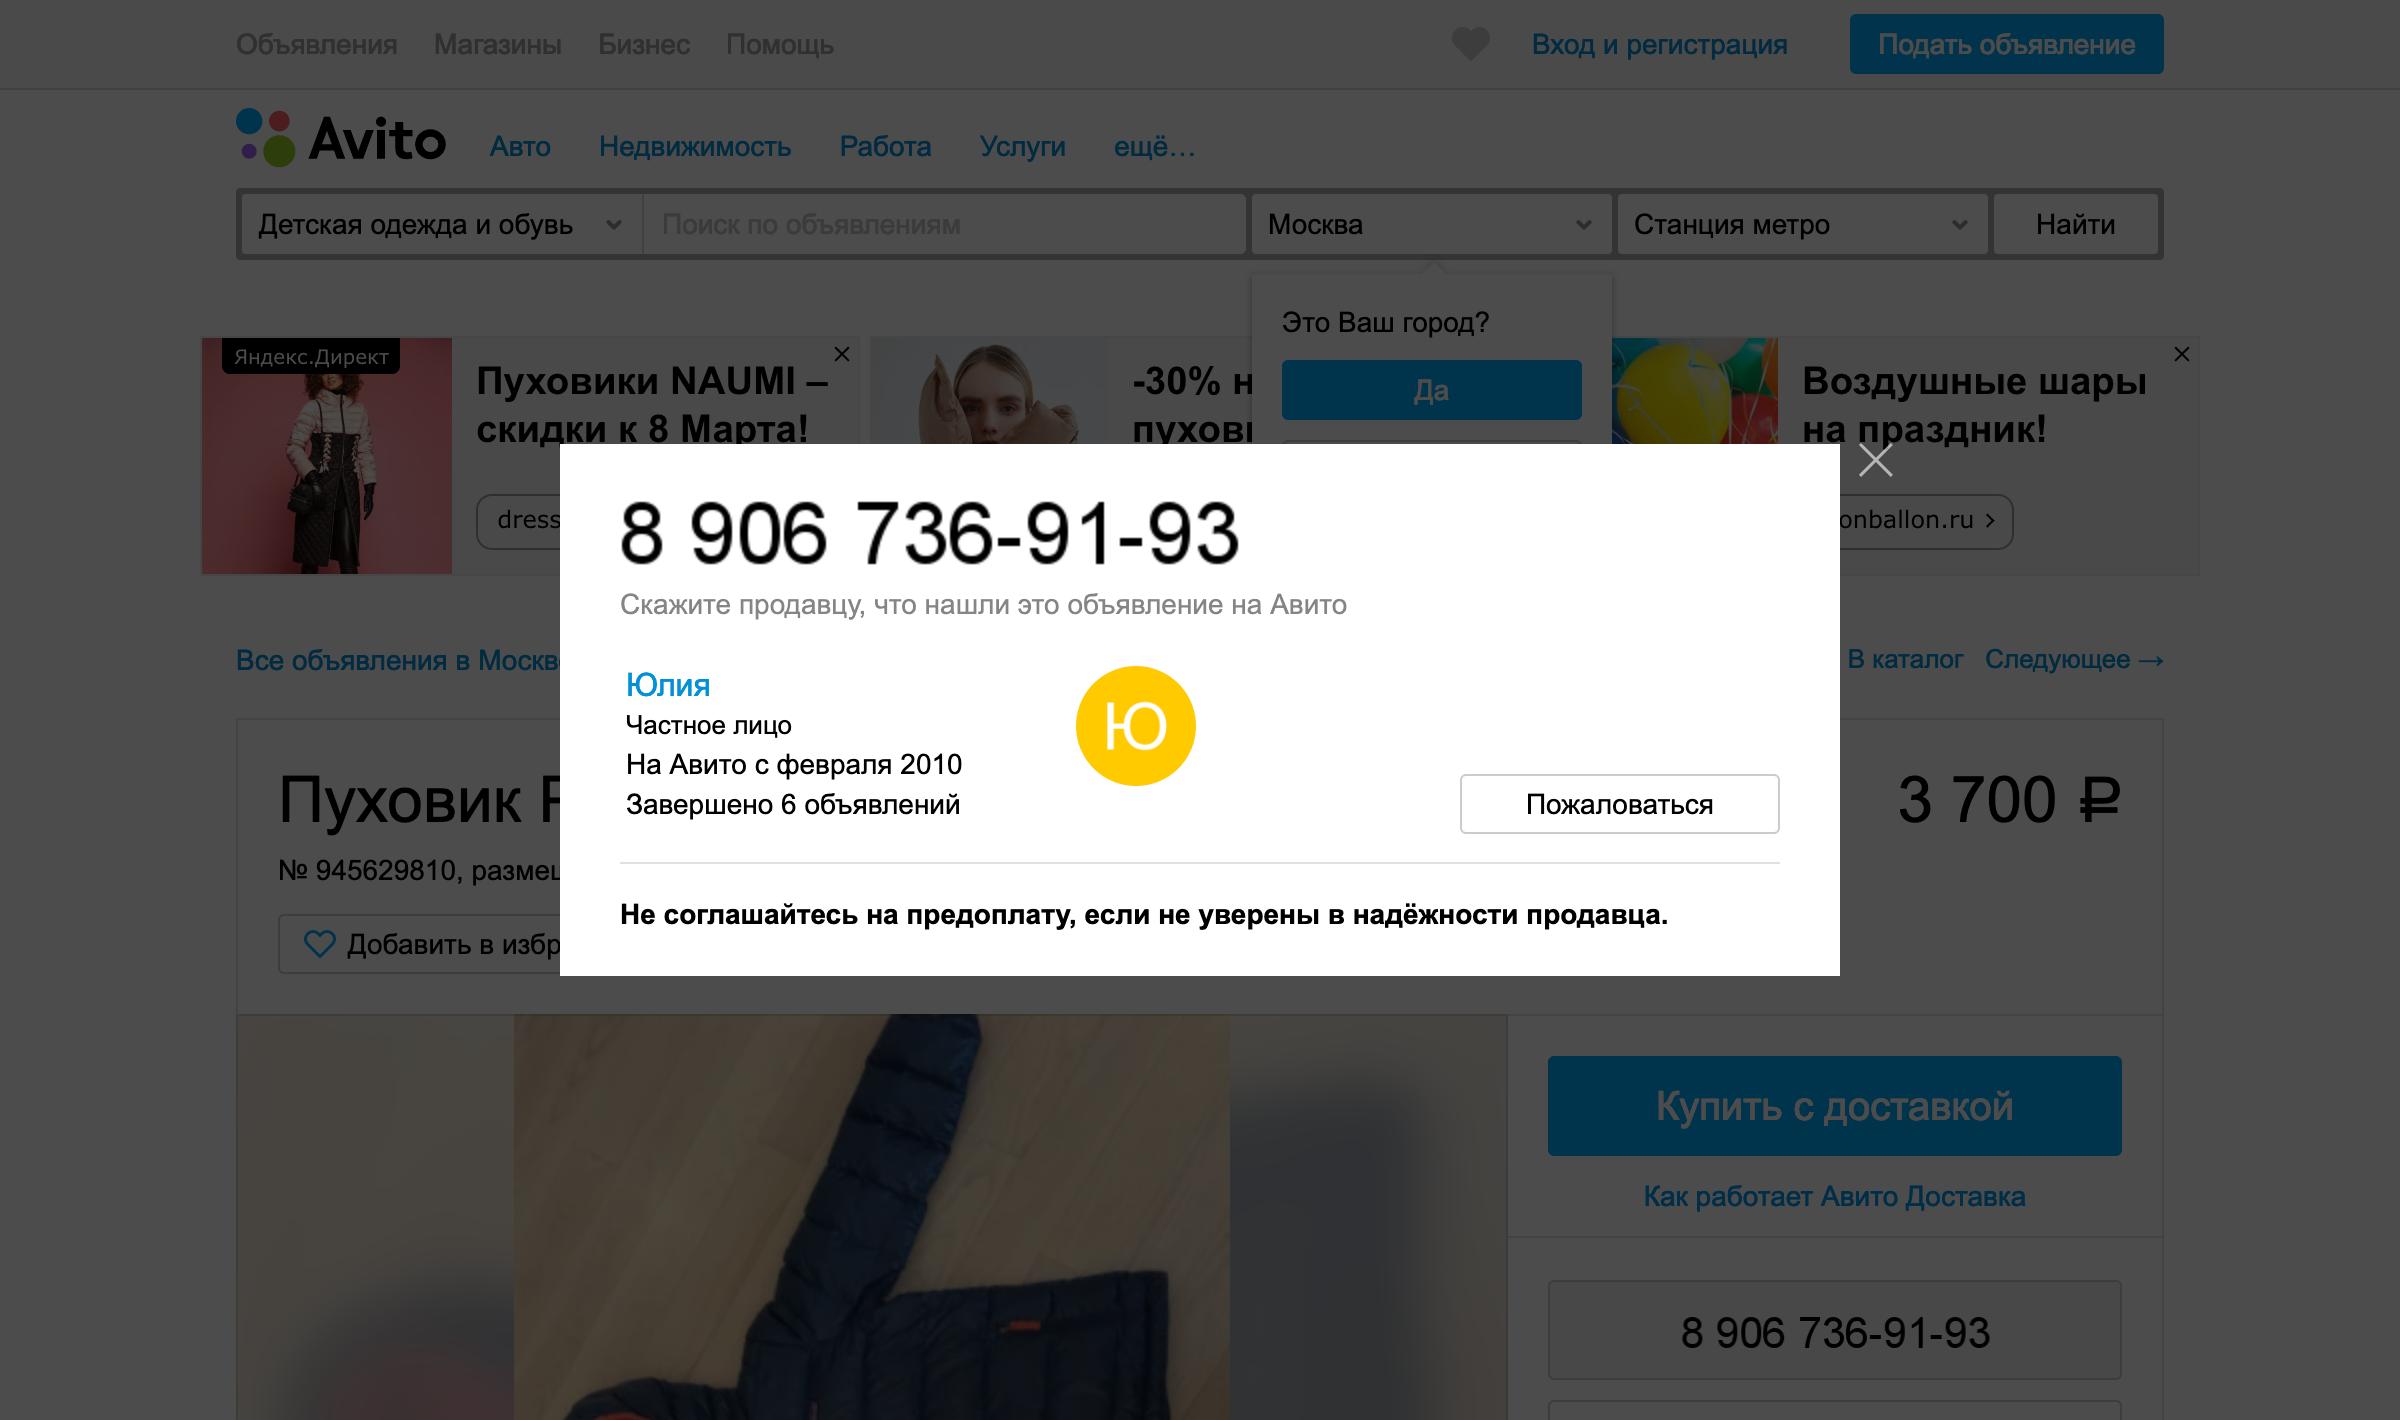 Объявления Магазины Бизнес Помощь Вход и регистрация Подать объявление
Avito Авто Недвижимость Работа Услуги ещё...
Детская одежда и обувь Поиск по объявлениям Москва Станция метро Найти
Это Ваш город?
Да
Яндекс.Директ
Пуховики NAUMI –
скидки к 8 Марта!
dress
-30% н
пухов
Воздушные шары
на праздник!
onballon.ru
8 906 736-91-93
Скажите продавцу, что нашли это объявление на Авито
Юлия
Частное лицо
На Авито с февраля 2010
Завершено 6 объявлений
Ю
Пожаловаться
Не соглашайтесь на предоплату, если не уверены в надёжности продавца.
Все объявления в Москв
В каталог Следующее →
Пуховик
3 700 ₽
№ 945629810, разме
Добавить в избр
Купить с доставкой
Как работает Авито Доставка
8 906 736-91-93